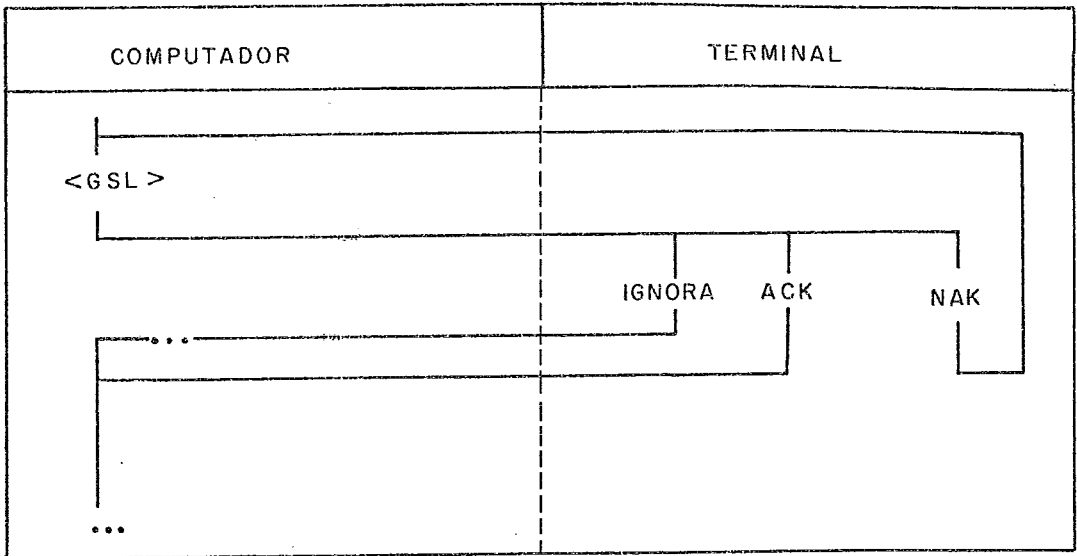 COMPUTADOR
TERMINAL
<GSL>
IGNORA ACK NAK
...
...